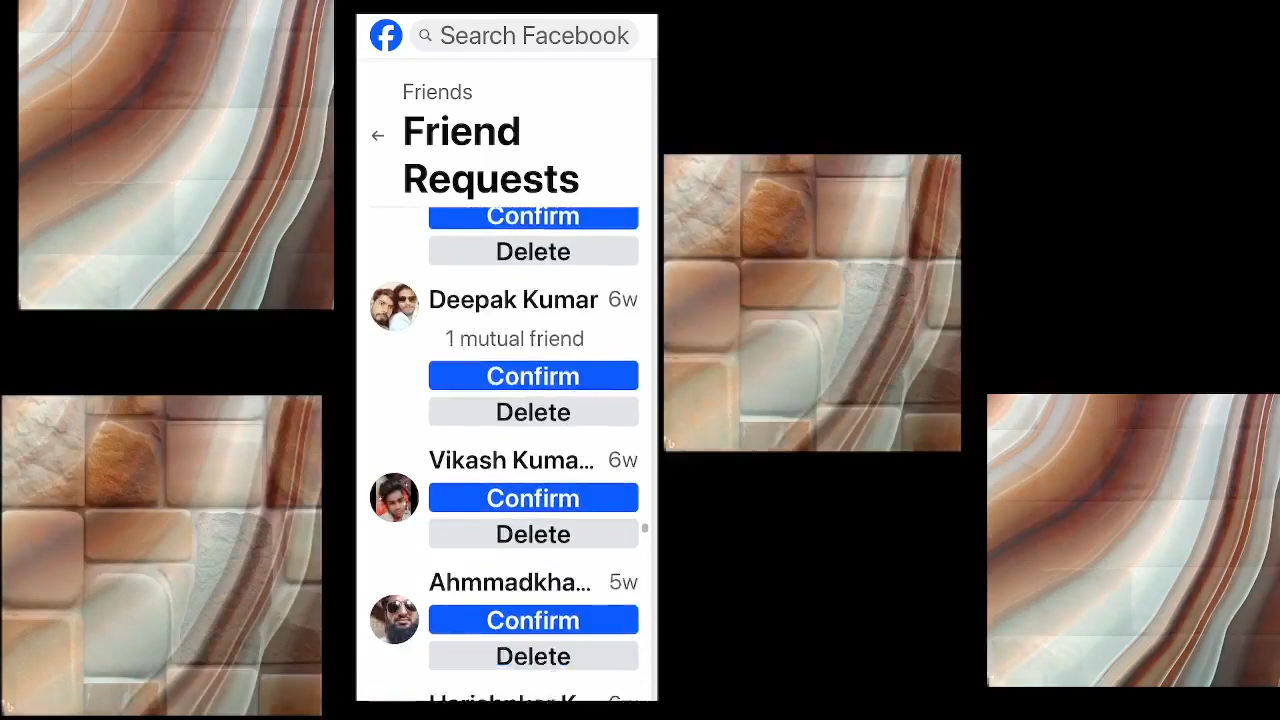 Search Facebook
Friends
Friend
Requests
Confirm
Delete
Deepak Kumar 6w
1 mutual friend
Confirm
Delete
Vikash Kuma... 6w
Confirm
Delete
Ahmmadkha... 5w
Confirm
Delete